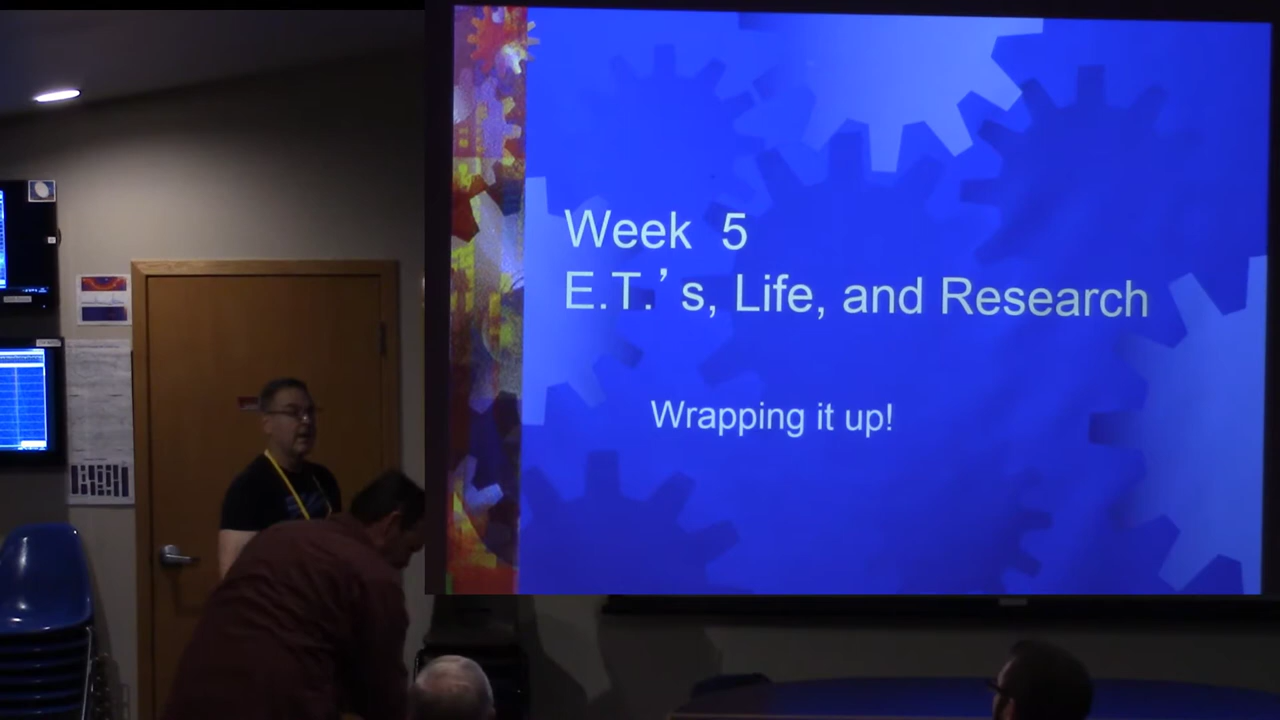 Week 5
E.T.’s, Life, and Research
Wrapping it up!